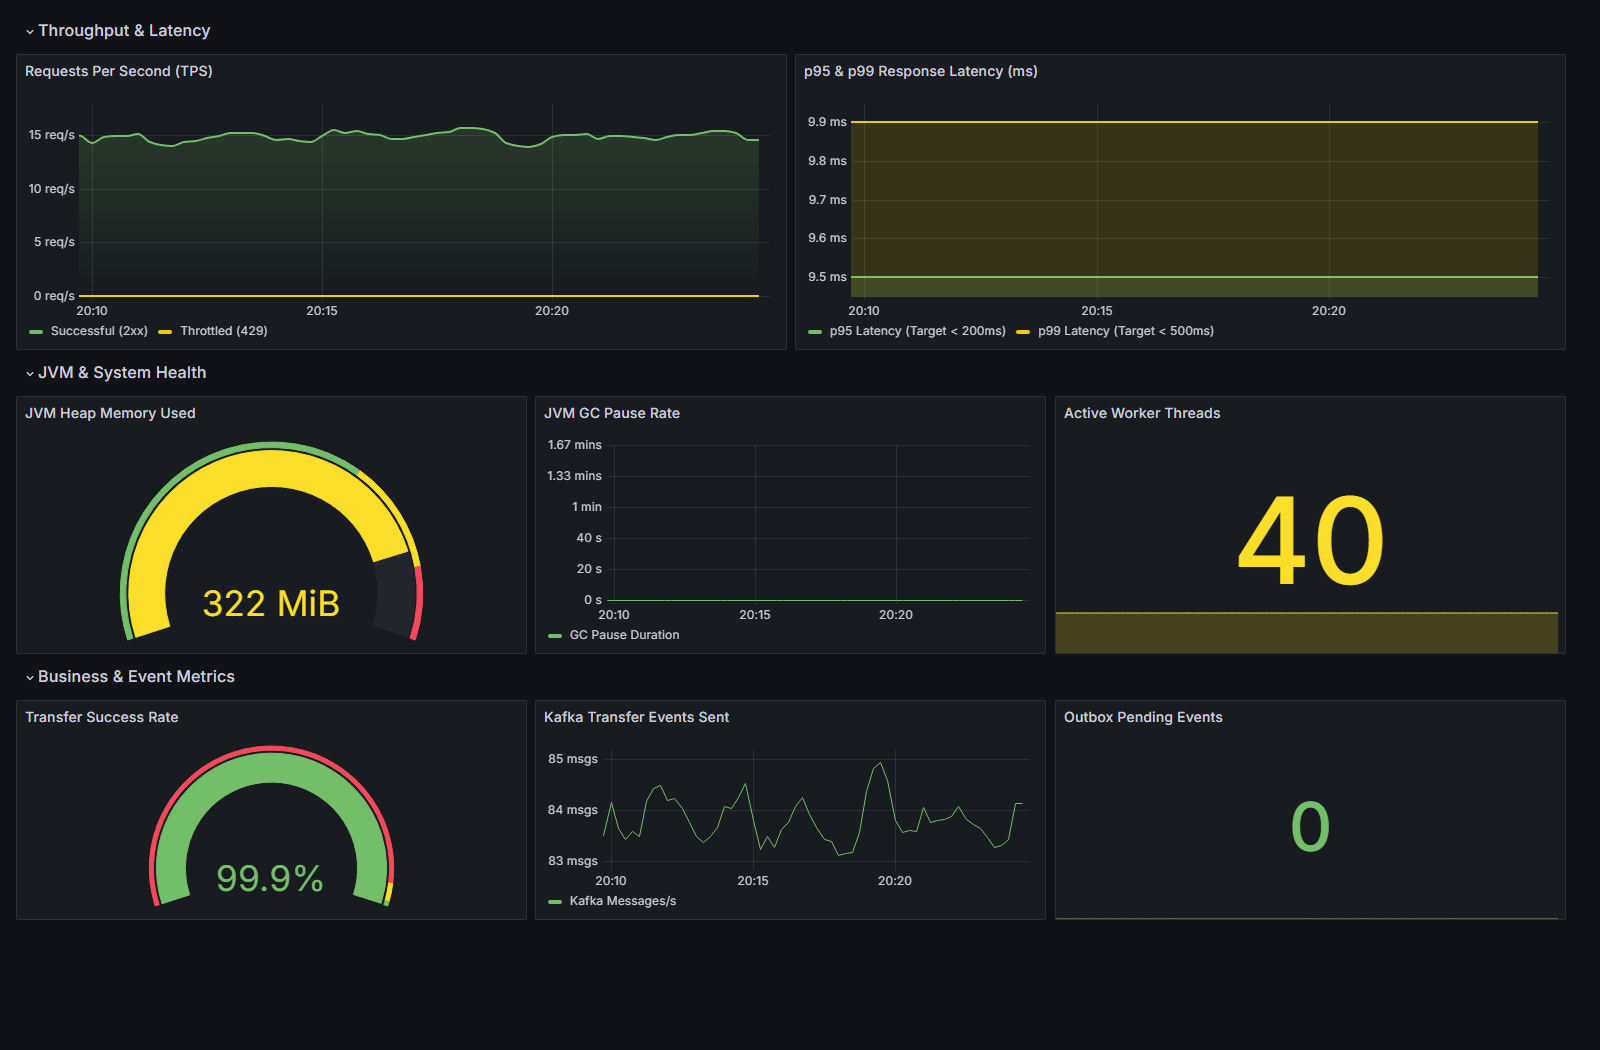 Throughput & Latency
Requests Per Second (TPS)
15 req/s
10 req/s
5 req/s
0 req/s
20:10 20:15 20:20
Successful (2xx) Throttled (429)
p95 & p99 Response Latency (ms)
9.9 ms
9.8 ms
9.7 ms
9.6 ms
9.5 ms
20:10 20:15 20:20
p95 Latency (Target < 200ms) p99 Latency (Target < 500ms)
JVM & System Health
JVM Heap Memory Used
322 MiB
JVM GC Pause Rate
1.67 mins
1.33 mins
1 min
40 s
20 s
0 s
20:10 20:15 20:20
GC Pause Duration
Active Worker Threads
40
Business & Event Metrics
Transfer Success Rate
99.9%
Kafka Transfer Events Sent
85 msgs
84 msgs
83 msgs
20:10 20:15 20:20
Kafka Messages/s
Outbox Pending Events
0